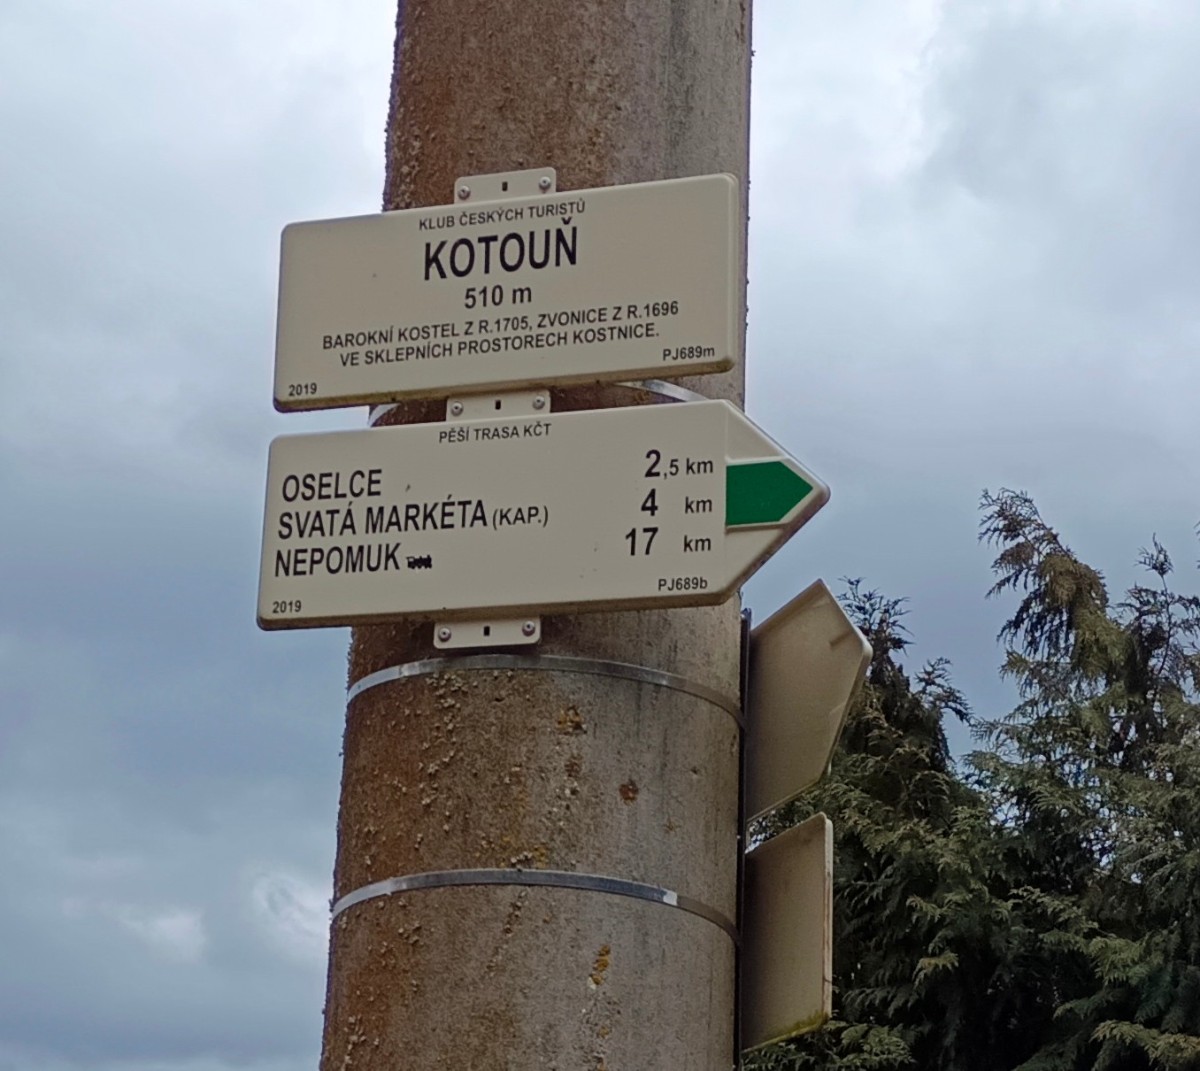 KLUB ČESKÝCH TURISTŮ
KOTOUŇ
510 m
BAROKNÍ KOSTEL Z R.1705, ZVONICE Z R.1696
VE SKLEPNÍCH PROSTORECH KOSTNICE.
2019 PJ689m
PĚŠÍ TRASA KČT
OSELCE 2,5 km
SVATÁ MARKÉTA (KAP.) 4 km
NEPOMUK 17 km
2019 PJ689b